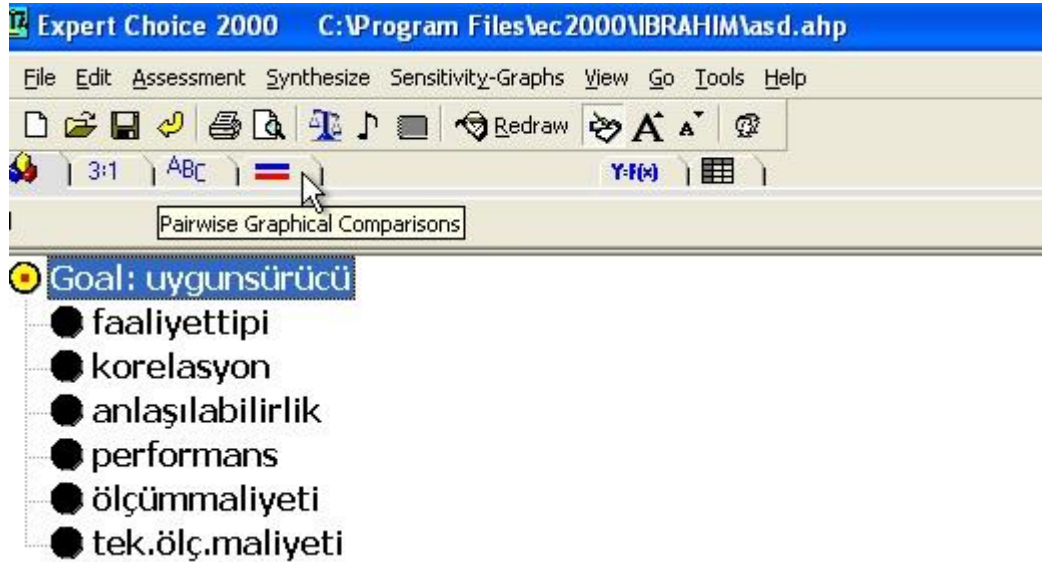 Expert Choice 2000 C:\Program Files\ec2000\IBRAHIM\asd.ahp
File Edit Assessment Synthesize Sensitivity-Graphs View Go Tools Help
Redraw A A
3:1 ABC Y=F(x)
Pairwise Graphical Comparisons
Goal: uygunsürücü
faaliyettipi
korelasyon
anlaşılabilirlik
performans
ölçümmaliyeti
tek.ölç.maliyeti